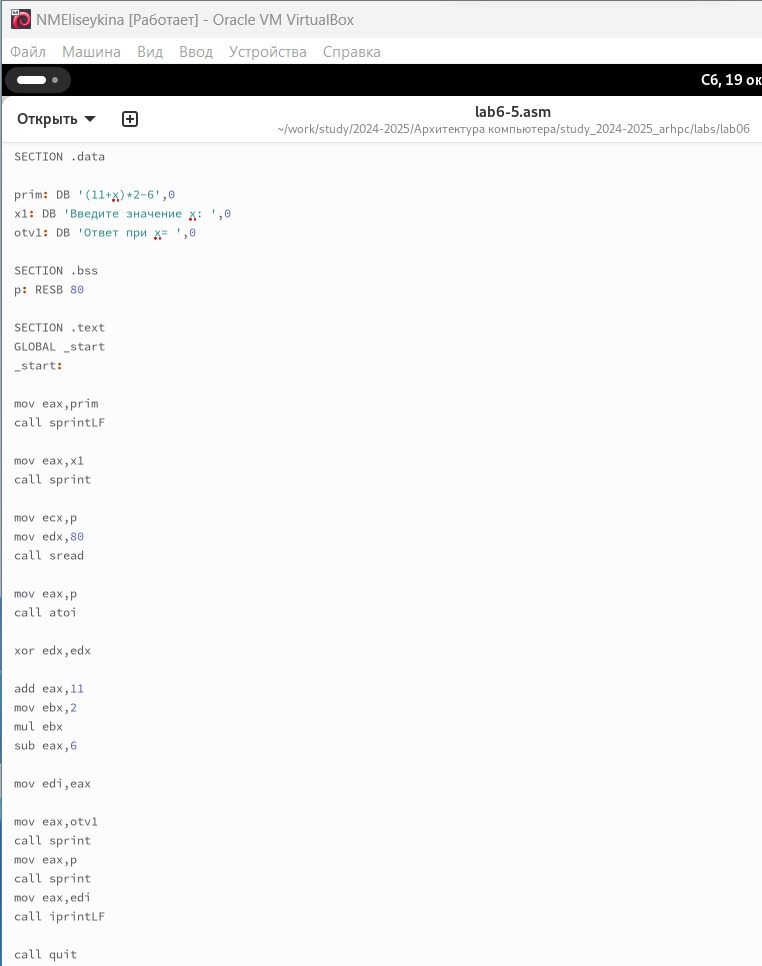 NMEliseykina [Работает] - Oracle VM VirtualBox
Файл Машина Вид Ввод Устройства Справка
Сб, 19 ок
Открыть
lab6-5.asm
~/work/study/2024-2025/Архитектура компьютера/study_2024-2025_arhpc/labs/lab06
SECTION .data
prim: DB '(11+x)*2-6',0
x1: DB 'Введите значение x: ',0
otv1: DB 'Ответ при x= ',0
SECTION .bss
p: RESB 80
SECTION .text
GLOBAL _start
_start:
mov eax,prim
call sprintLF
mov eax,x1
call sprint
mov ecx,p
mov edx,80
call sread
mov eax,p
call atoi
xor edx,edx
add eax,11
mov ebx,2
mul ebx
sub eax,6
mov edi,eax
mov eax,otv1
call sprint
mov eax,p
call sprint
mov eax,edi
call iprintLF
call quit